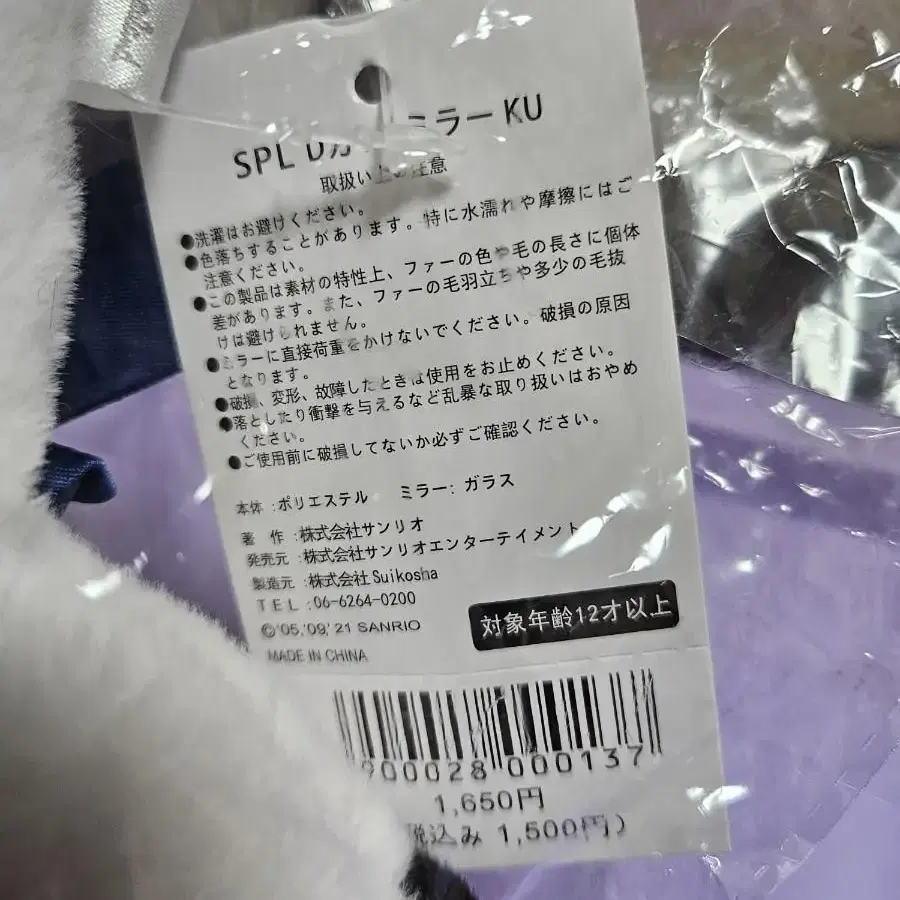 SPL Dカ ミラー KU
取扱い上の注意
●洗濯はお避けください。
●色落ちすることがあります。特に水濡れや摩擦にはご
注意ください。
●この製品は素材の特性上、ファーの色や毛の長さに個体
差があります。また、ファーの毛羽立ちや多少の毛抜
けは避けられません。
●ミラーに直接荷重をかけないでください。破損の原因
となります。
●破損、変形、故障したときは使用をお止めください。
●落としたり衝撃を与えるなど乱暴な取り扱いはおやめ
ください。
●ご使用前に破損してないか必ずご確認ください。
本体:ポリエステル ミラー:ガラス
著 作:株式会社サンリオ
発売元:株式会社サンリオエンターテイメント
製造元:株式会社Suikosha
TEL:06-6264-0200
©'05,'09,'21 SANRIO
対象年齢12才以上
MADE IN CHINA
900028 000137
1,650円
税込み 1,500円)